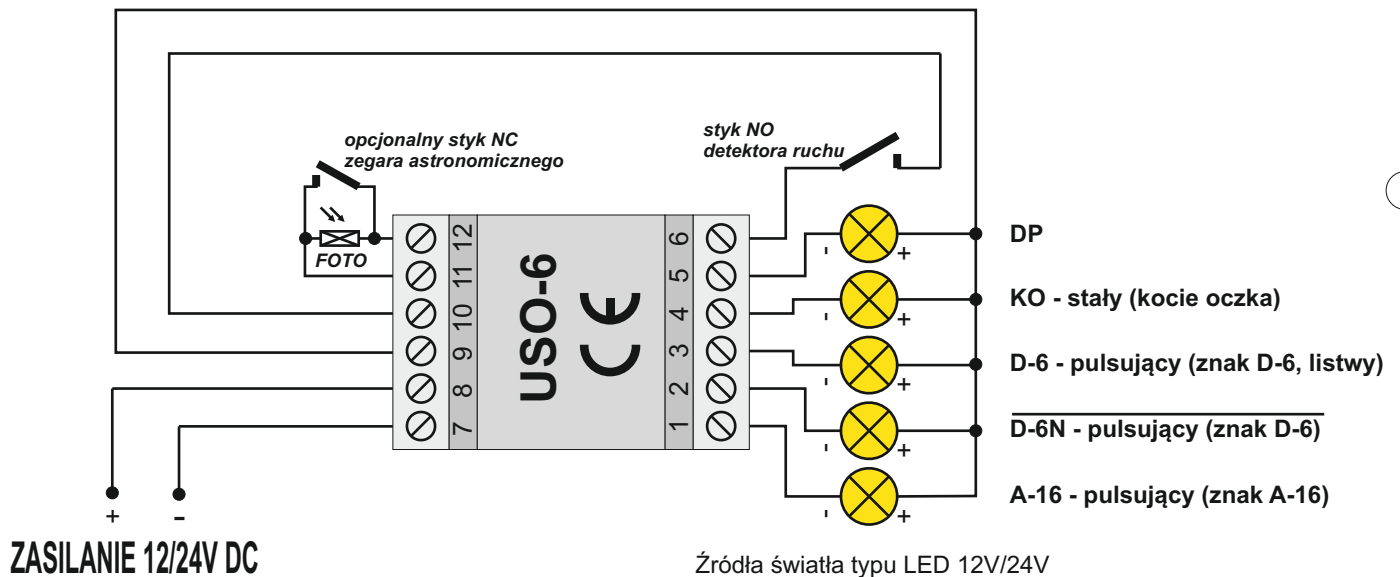 opcjonalny styk NC
zegara astronomicznego
styk NO
detektora ruchu
FOTO
12
11
10
9
8
7
USO-6
CE
6
5
4
3
2
1
- +
DP
- +
KO - stały (kocie oczka)
- +
D-6 - pulsujący (znak D-6, listwy)
- +
D-6N - pulsujący (znak D-6)
- +
A-16 - pulsujący (znak A-16)
+ -
ZASILANIE 12/24V DC
Źródła światła typu LED 12V/24V